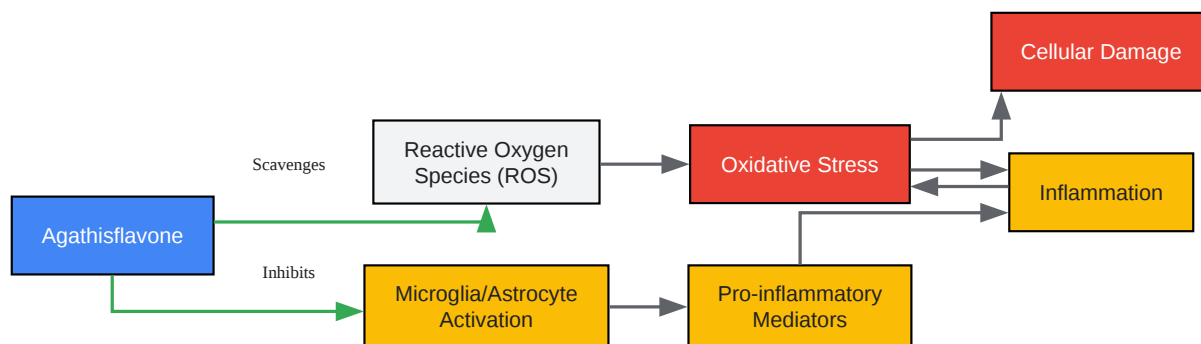 Cellular Damage
Scavenges
Reactive Oxygen
Species (ROS)
Oxidative Stress
Inflammation
Agathisflavone
Inhibits
Microglia/Astrocyte
Activation
Pro-inflammatory
Mediators